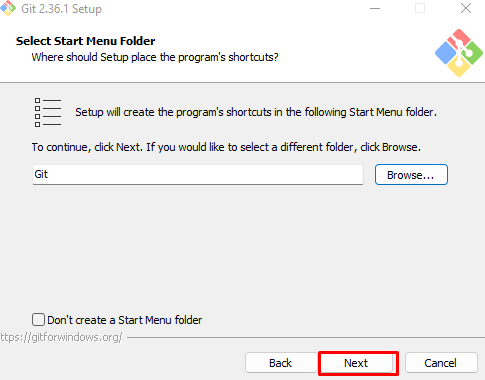 Git 2.36.1 Setup
Select Start Menu Folder
Where should Setup place the program's shortcuts?
Setup will create the program's shortcuts in the following Start Menu folder.
To continue, click Next. If you would like to select a different folder, click Browse.
Git
Browse...
Don't create a Start Menu folder
ttps://gitforwindows.org/
Back
Next
Cancel